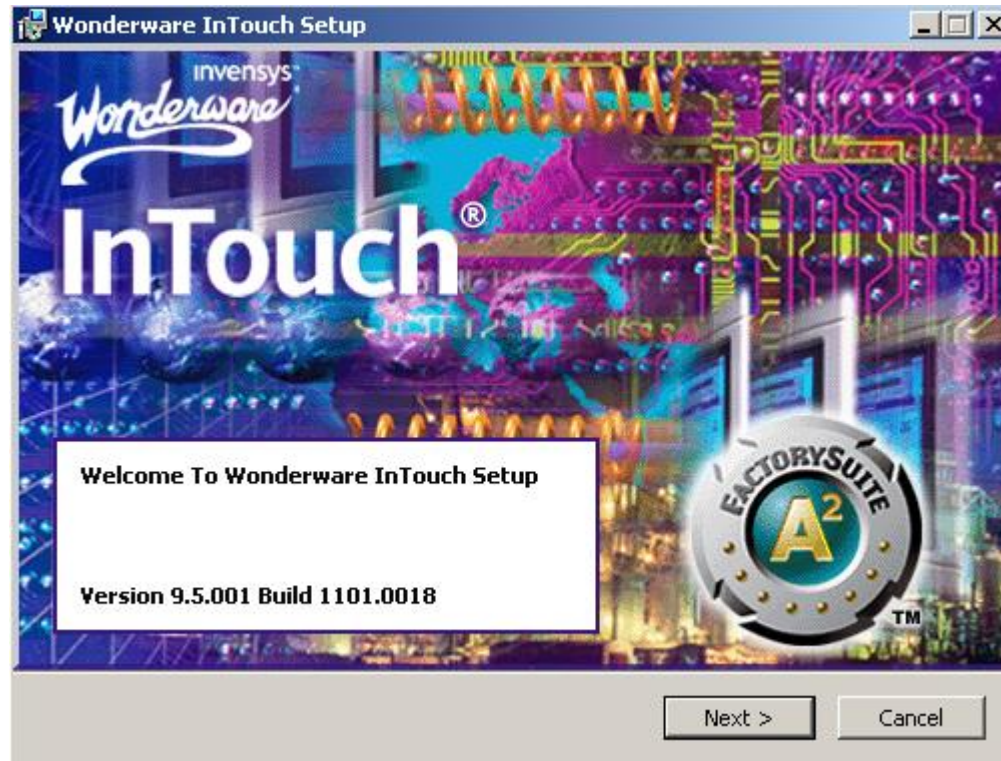 Wonderware InTouch Setup
invensys™
Wonderware
InTouch®
FACTORYSUITE
A²
TM
Welcome To Wonderware InTouch Setup
Version 9.5.001 Build 1101.0018
Next >
Cancel